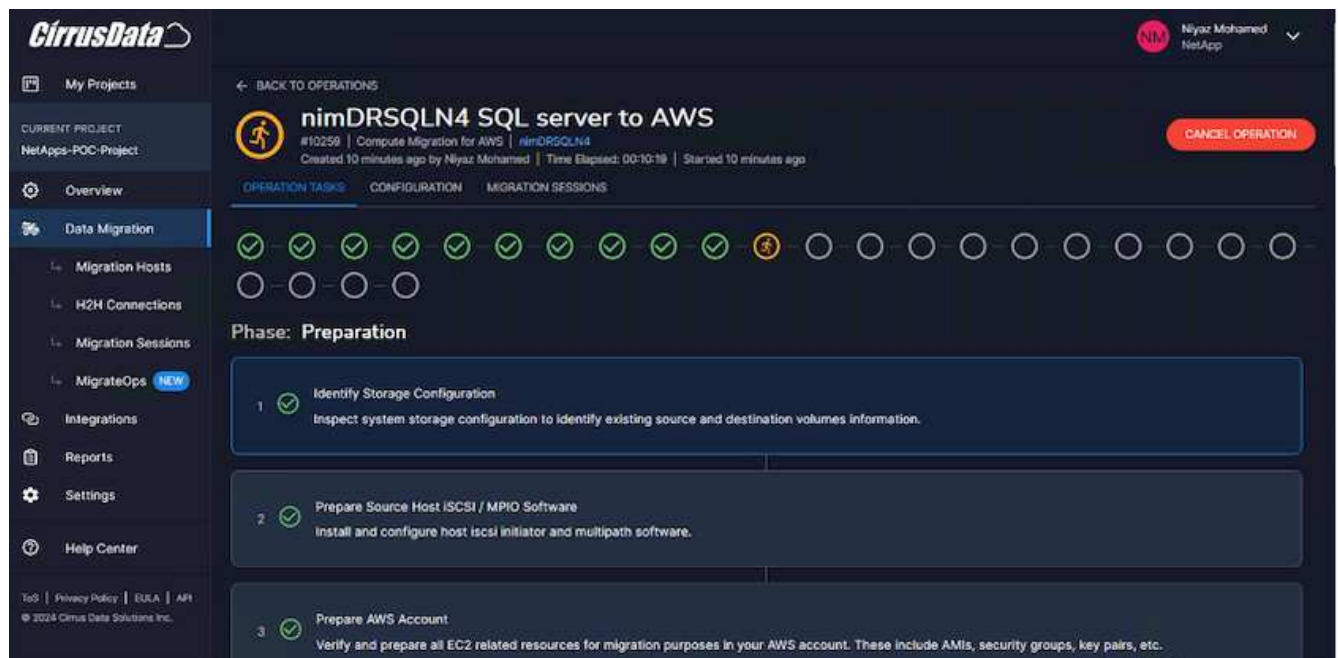 CirrusData
NM
Niyaz Mohamed
NetApp
My Projects
CURRENT PROJECT
NetApps-POC-Project
Overview
Data Migration
Migration Hosts
H2H Connections
Migration Sessions
MigrateOps NEW
Integrations
Reports
Settings
Help Center
ToS | Privacy Policy | EULA | API
© 2024 Cirrus Data Solutions Inc.
← BACK TO OPERATIONS
nimDRSQLN4 SQL server to AWS
#10259 | Compute Migration for AWS | nimDRSQLN4
Created 10 minutes ago by Niyaz Mohamed | Time Elapsed: 00:10:19 | Started 10 minutes ago
CANCEL OPERATION
OPERATION TASKS CONFIGURATION MIGRATION SESSIONS
Phase: Preparation
1 Identify Storage Configuration
Inspect system storage configuration to identify existing source and destination volumes information.
2 Prepare Source Host iSCSI / MPIO Software
Install and configure host iscsi initiator and multipath software.
3 Prepare AWS Account
Verify and prepare all EC2 related resources for migration purposes in your AWS account. These include AMIs, security groups, key pairs, etc.